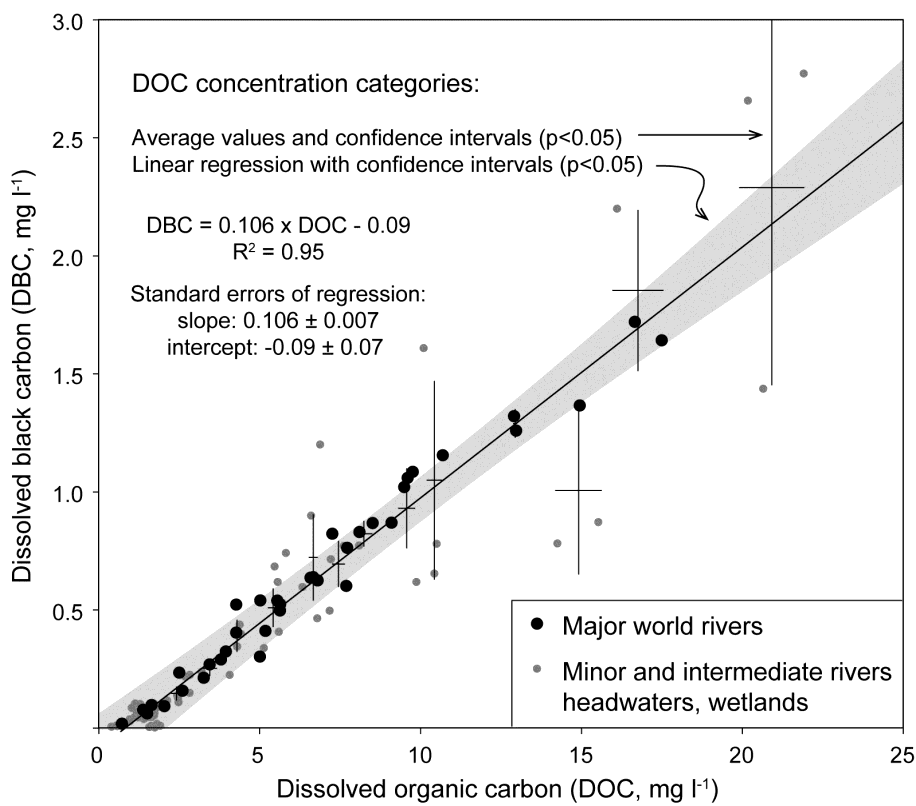 3.0
DOC concentration categories:
2.5
Average values and confidence intervals (p<0.05)
Linear regression with confidence intervals (p<0.05)
DBC = 0.106 x DOC - 0.09
R² = 0.95
2.0
Standard errors of regression:
slope: 0.106 ± 0.007
intercept: -0.09 ± 0.07
1.5
1.0
0.5
Dissolved black carbon (DBC, mg l⁻¹)
Major world rivers
Minor and intermediate rivers
headwaters, wetlands
0 5 10 15 20 25
Dissolved organic carbon (DOC, mg l⁻¹)